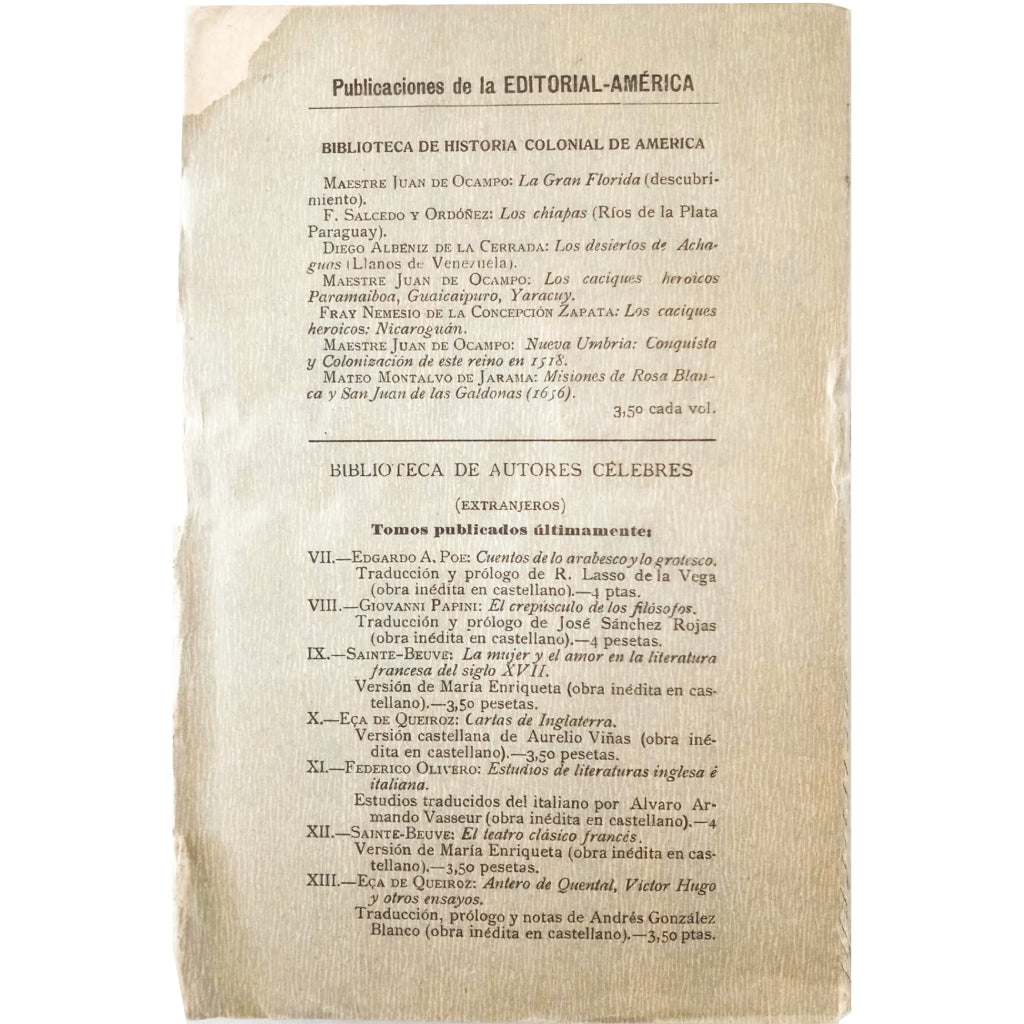 Publicaciones de la EDITORIAL-AMÉRICA
BIBLIOTECA DE HISTORIA COLONIAL DE AMERICA
MAESTRE JUAN DE OCAMPO: La Gran Florida (descubri-
miento).
F. SALCEDO Y ORDÓÑEZ: Los chiapas (Ríos de la Plata
Paraguay).
DIEGO ALBÉNIZ DE LA CERRADA: Los desiertos de Acha-
guas (Llanos de Venezuela).
MAESTRE JUAN DE OCAMPO: Los caciques heroicos
Paramaiboa, Guaicaipuro, Yaracuy.
FRAY NEMESIO DE LA CONCEPCIÓN ZAPATA: Los caciques
heroicos: Nicaroguán.
MAESTRE JUAN DE OCAMPO: Nueva Umbria: Conquista
y Colonización de este reino en 1518.
MATEO MONTALVO DE JARAMA: Misiones de Rosa Blan-
ca y San Juan de las Galdonas (1656).
3,50 cada vol.
BIBLIOTECA DE AUTORES CÉLEBRES
(EXTRANJEROS)
Tomos publicados últimamente:
VII.—EDGARDO A. POE: Cuentos de lo arabesco y lo grotesco.
Traducción y prólogo de R. Lasso de la Vega
(obra inédita en castellano).—4 ptas.
VIII.—GIOVANNI PAPINI: El crepúsculo de los filósofos.
Traducción y prólogo de José Sánchez Rojas
(obra inédita en castellano).—4 pesetas.
IX.—SAINTE-BEUVE: La mujer y el amor en la literatura
francesa del siglo XVII.
Versión de María Enriqueta (obra inédita en cas-
tellano).—3,50 pesetas.
X.—EÇA DE QUEIROZ: Cartas de Inglaterra.
Versión castellana de Aurelio Viñas (obra iné-
dita en castellano).—3,50 pesetas.
XI.—FEDERICO OLIVERO: Estudios de literaturas inglesa é
italiana.
Estudios traducidos del italiano por Alvaro Ar-
mando Vasseur (obra inédita en castellano).—4
XII.—SAINTE-BEUVE: El teatro clásico francés.
Versión de María Enriqueta (obra inédita en cas-
tellano).—3,50 pesetas.
XIII.—EÇA DE QUEIROZ: Antero de Quental, Víctor Hugo
y otros ensayos.
Traducción, prólogo y notas de Andrés González
Blanco (obra inédita en castellano).—3,50 ptas.